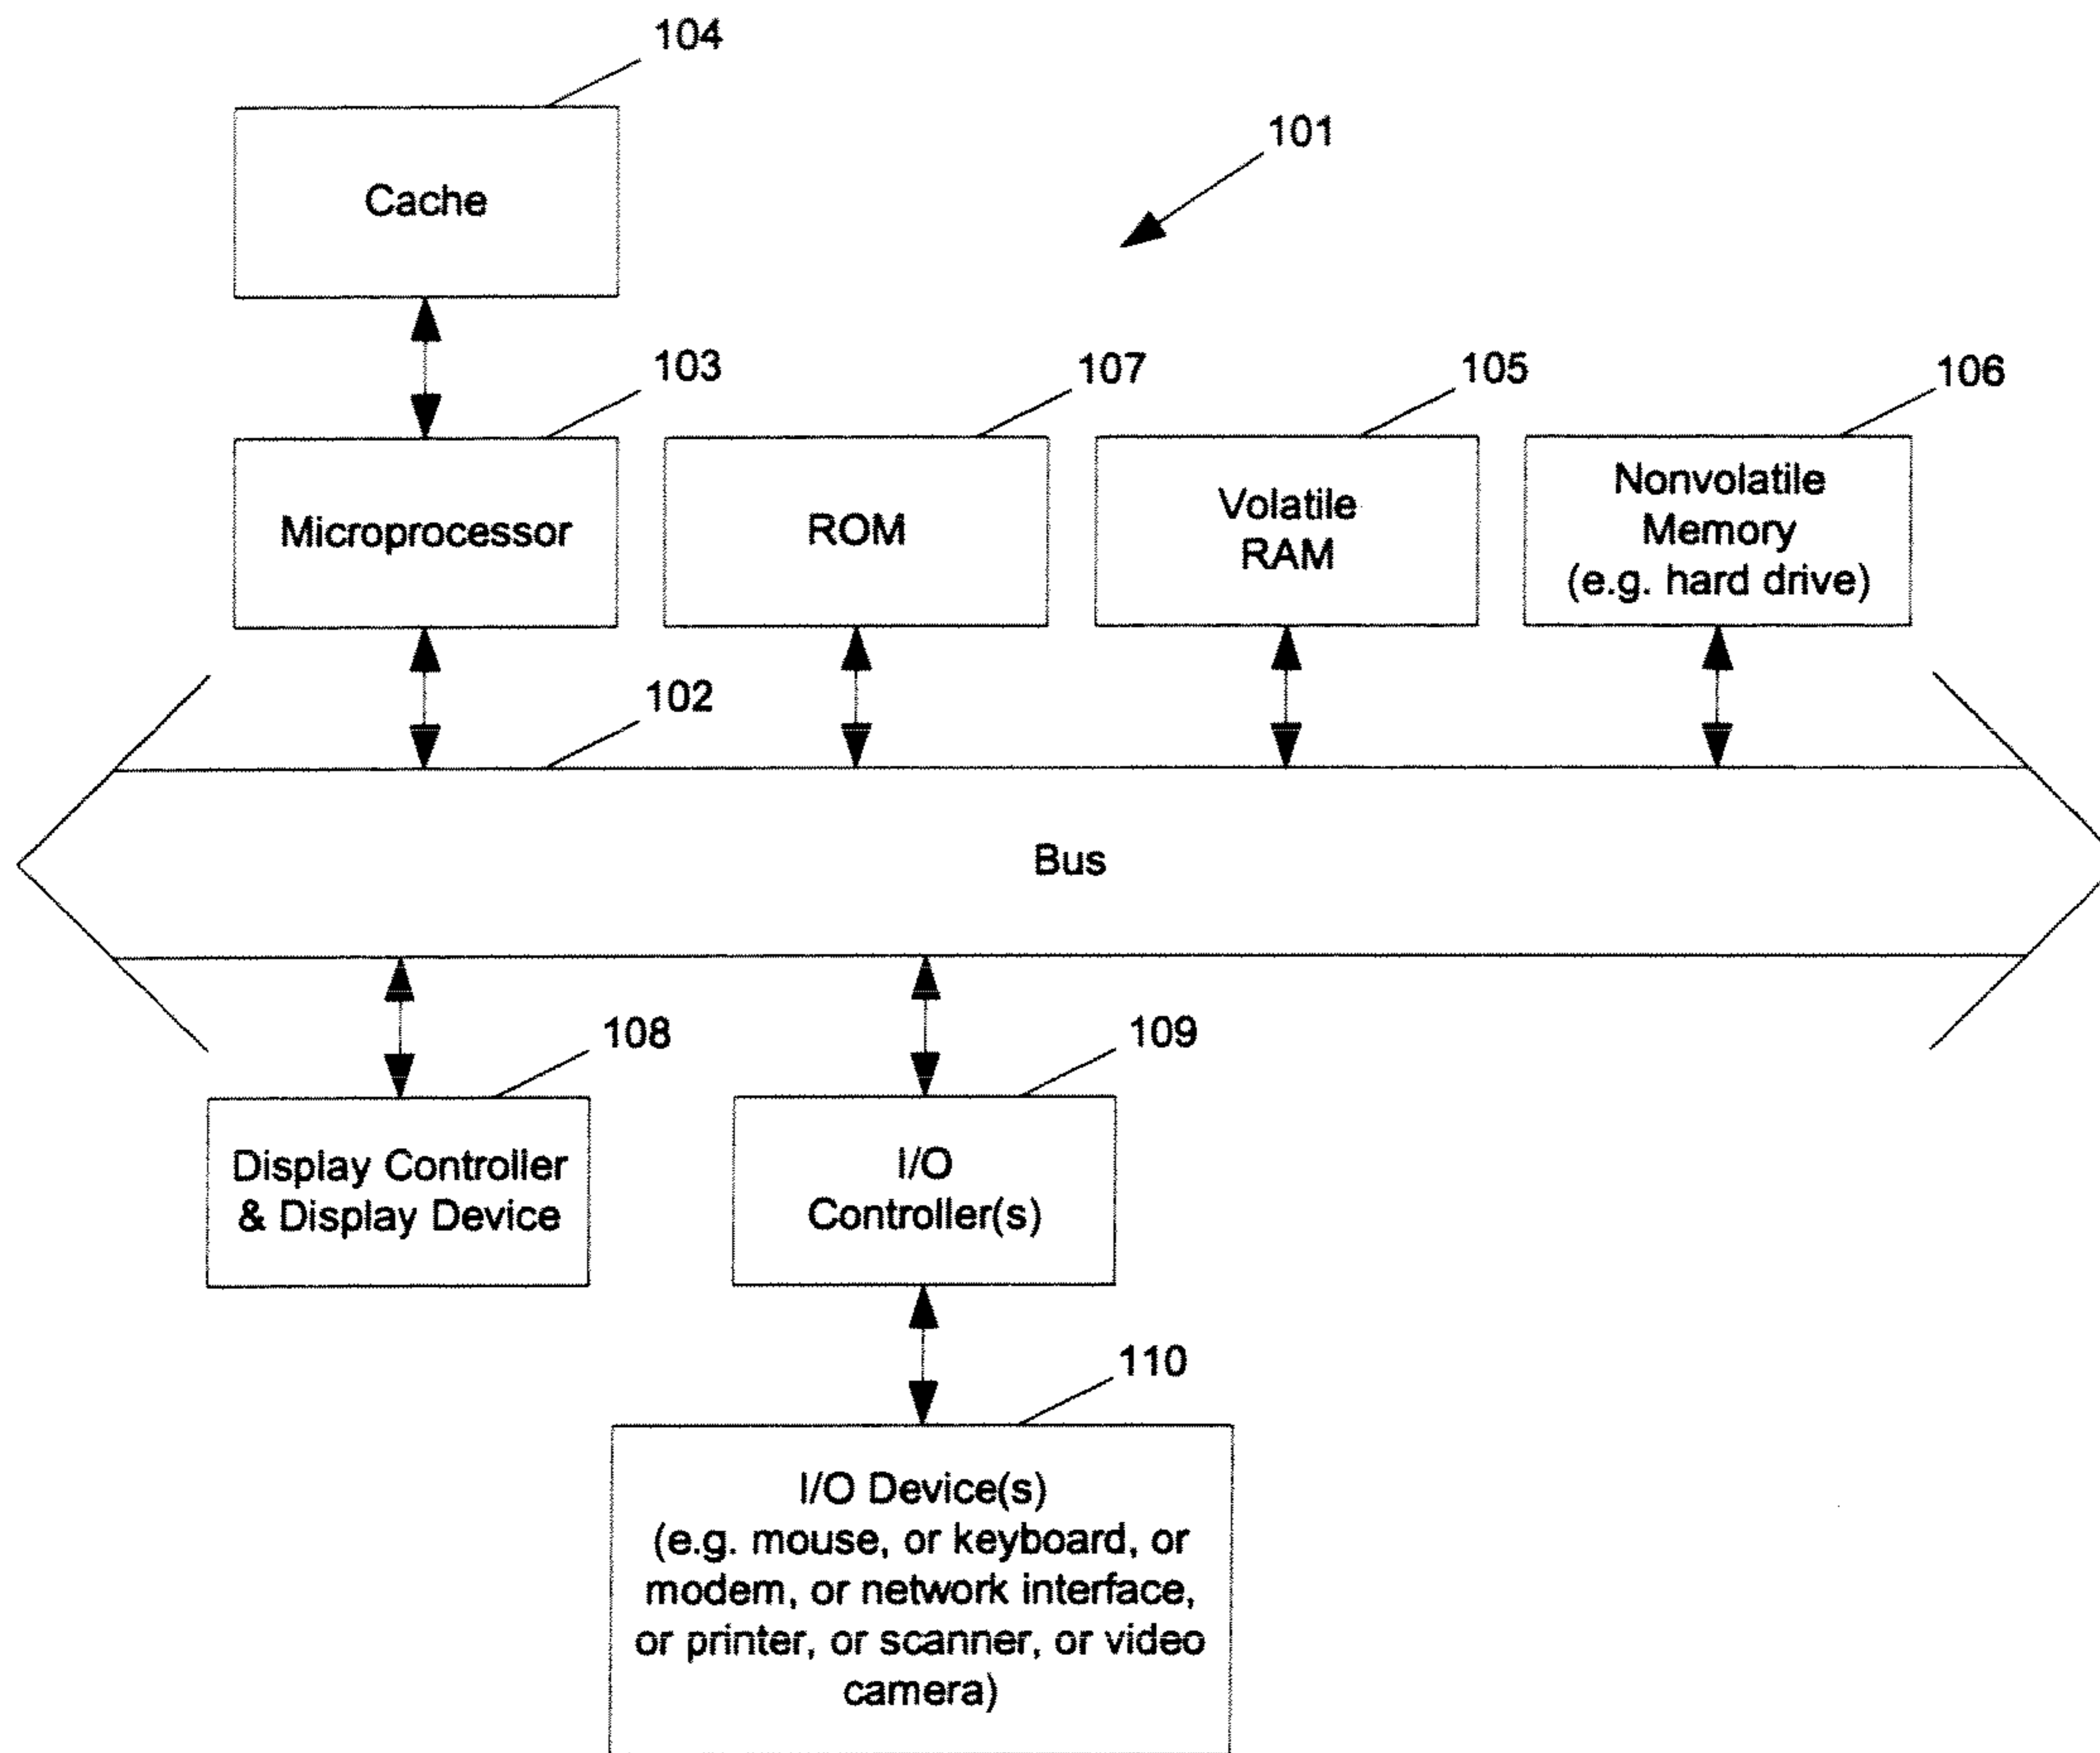 104
101
Cache
103
107
105
106
Microprocessor
ROM
Volatile
RAM
Nonvolatile
Memory
(e.g. hard drive)
102
Bus
108
109
Display Controller
& Display Device
I/O
Controller(s)
110
I/O Device(s)
(e.g. mouse, or keyboard, or
modem, or network interface,
or printer, or scanner, or video
camera)